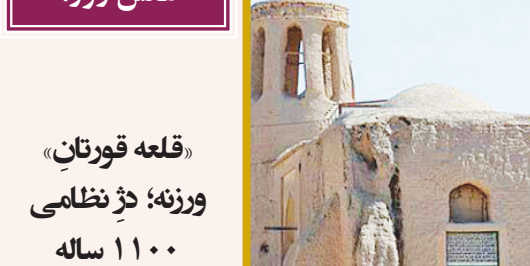 «قلعه قورتانِ»
ورزنه؛ دژِ نظامی
۱۱۰۰ ساله